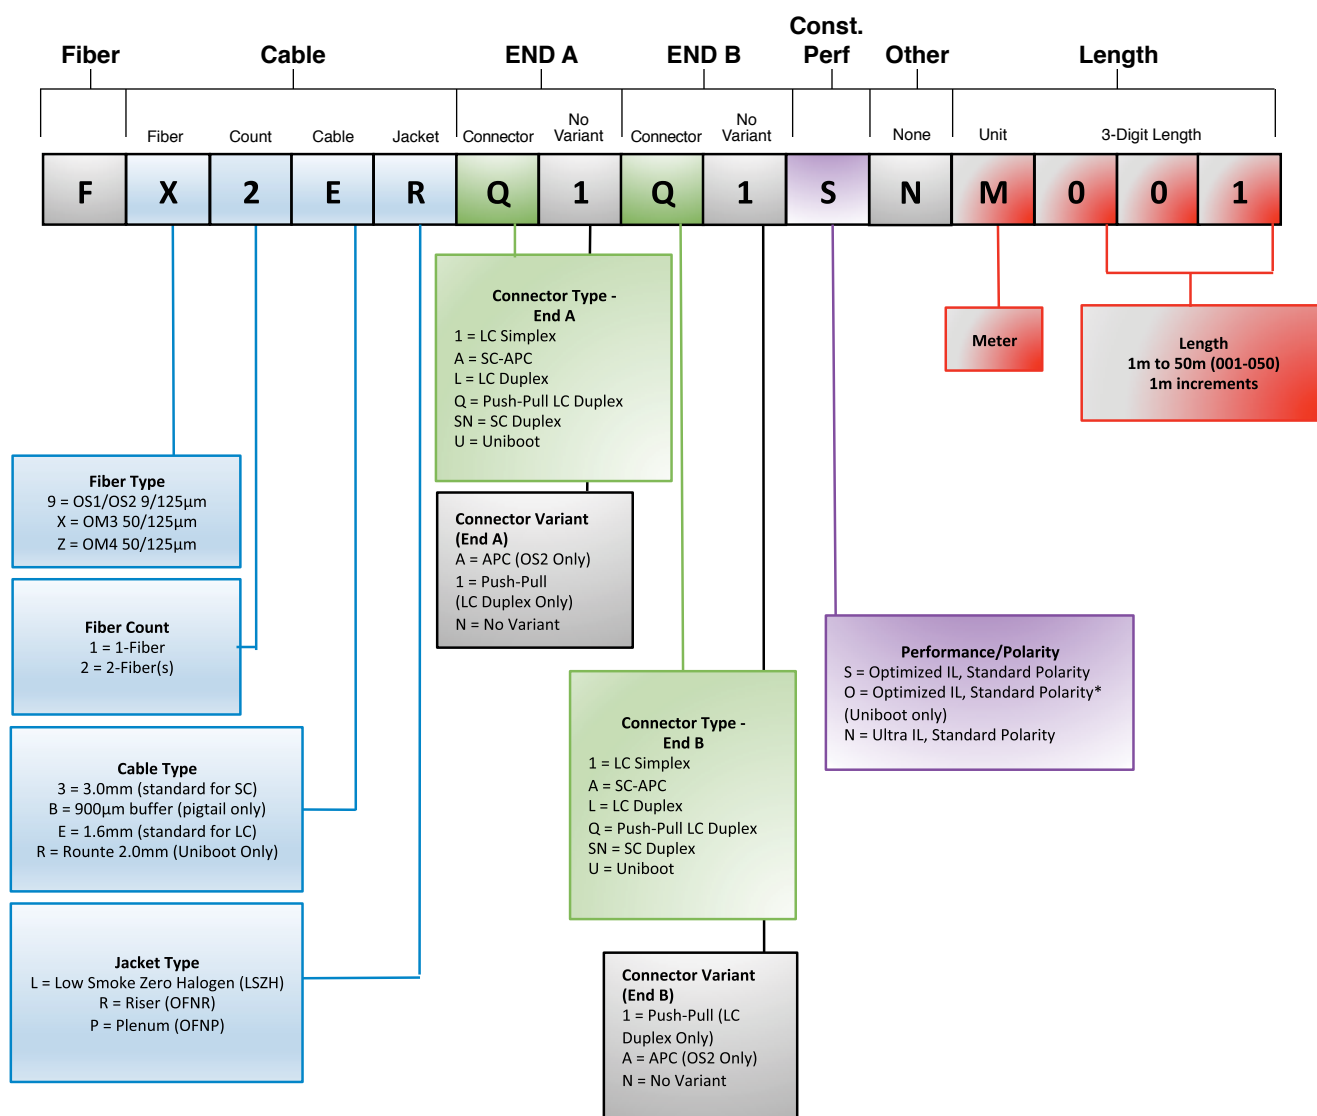 Fiber
Cable
END A
END B
Const.
Perf
Other
Length
Fiber
Count
Cable
Jacket
Connector
No
Variant
Connector
No
Variant
None
Unit
3-Digit Length
F X 2 E R Q 1 Q 1 S N M 0 0 1
Connector Type -
End A
1 = LC Simplex
A = SC-APC
L = LC Duplex
Q = Push-Pull LC Duplex
SN = SC Duplex
U = Uniboot
Meter
Length
1m to 50m (001-050)
1m increments
Fiber Type
9 = OS1/OS2 9/125µm
X = OM3 50/125µm
Z = OM4 50/125µm
Connector Variant
(End A)
A = APC (OS2 Only)
1 = Push-Pull
(LC Duplex Only)
N = No Variant
Fiber Count
1 = 1-Fiber
2 = 2-Fiber(s)
Performance/Polarity
S = Optimized IL, Standard Polarity
O = Optimized IL, Standard Polarity*
(Uniboot only)
N = Ultra IL, Standard Polarity
Connector Type -
End B
1 = LC Simplex
A = SC-APC
L = LC Duplex
Q = Push-Pull LC Duplex
SN = SC Duplex
U = Uniboot
Cable Type
3 = 3.0mm (standard for SC)
B = 900µm buffer (pigtail only)
E = 1.6mm (standard for LC)
R = Rounte 2.0mm (Uniboot Only)
Jacket Type
L = Low Smoke Zero Halogen (LSZH)
R = Riser (OFNR)
P = Plenum (OFNP)
Connector Variant
(End B)
1 = Push-Pull (LC
Duplex Only)
A = APC (OS2 Only)
N = No Variant